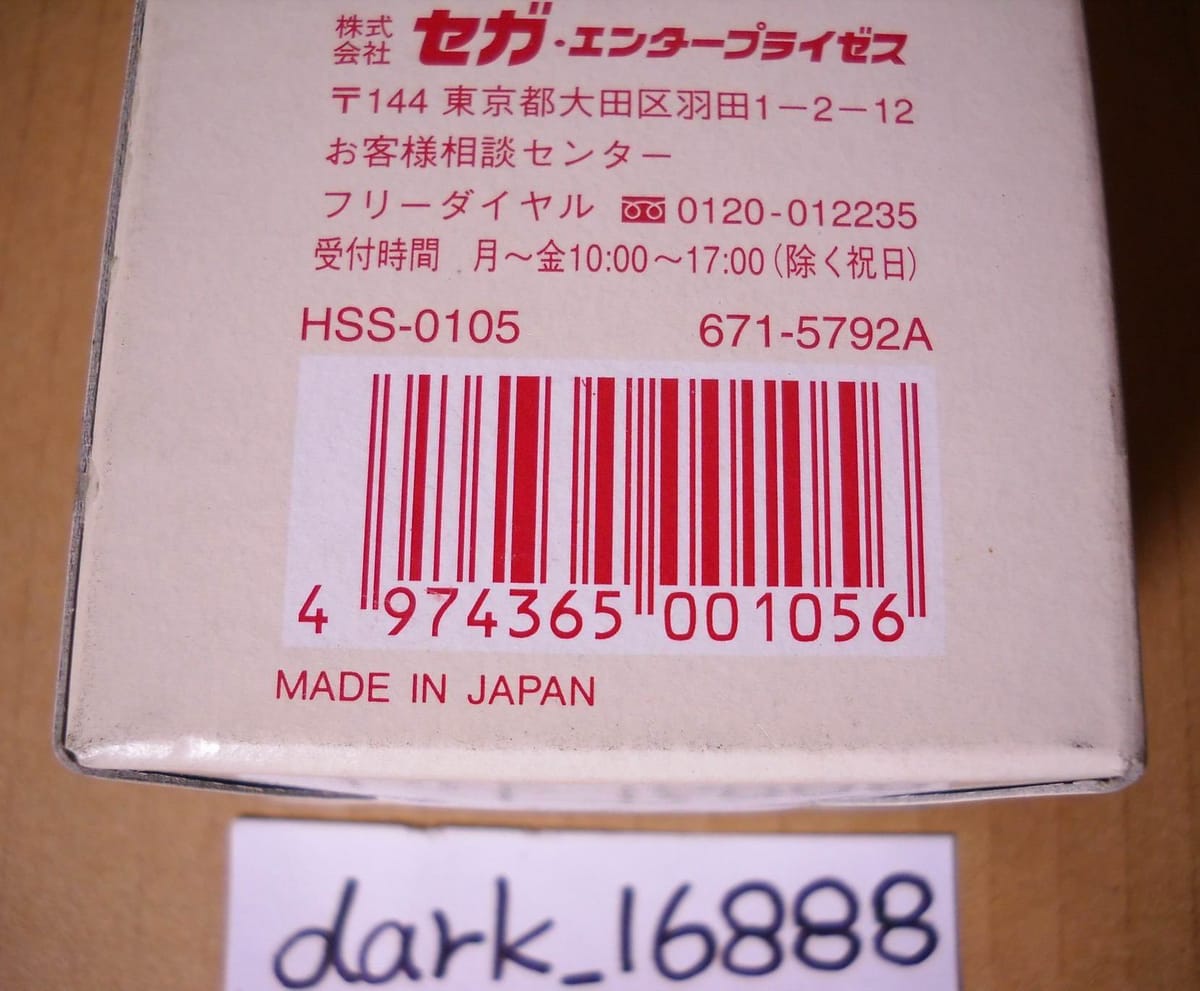 株式会社 セガ・エンタープライゼス
〒144 東京都大田区羽田1−2−12
お客様相談センター
フリーダイヤル 0120-012235
受付時間 月〜金10:00〜17:00(除く祝日)
HSS-0105 671-5792A
4 974365 001056
MADE IN JAPAN
dark_16888